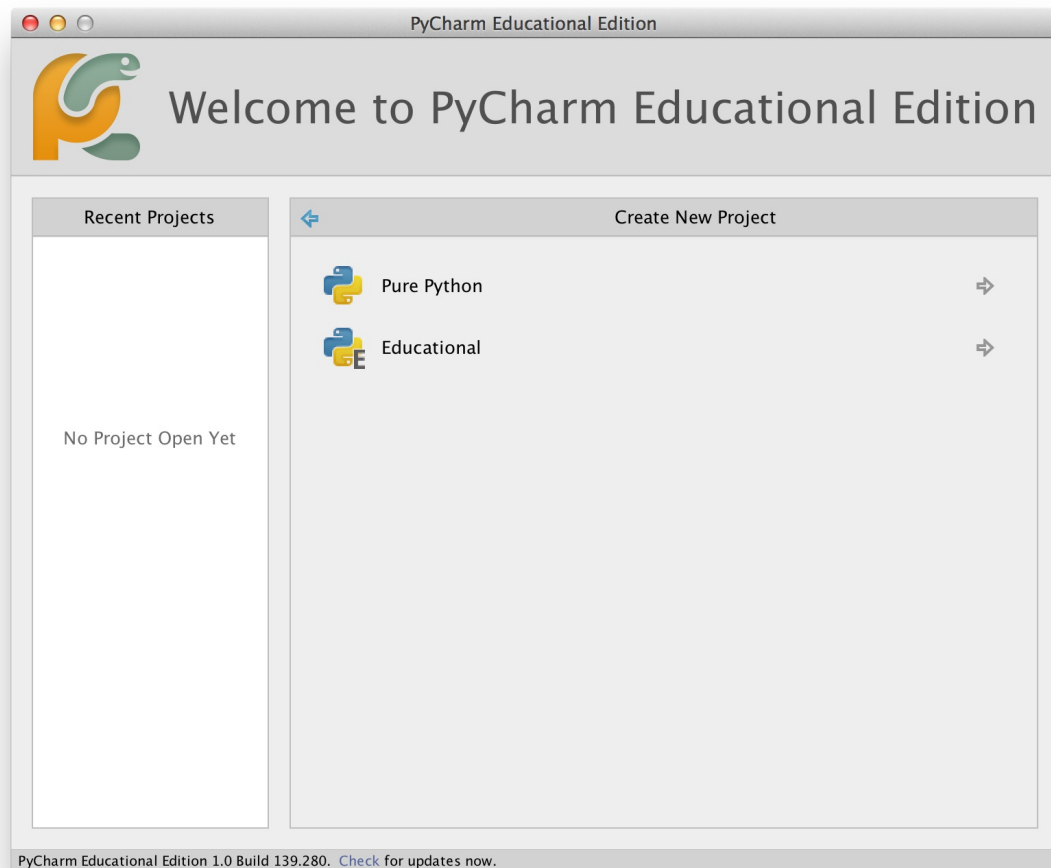 PyCharm Educational Edition
Welcome to PyCharm Educational Edition
Recent Projects
No Project Open Yet
Create New Project
Pure Python
E
Educational
PyCharm Educational Edition 1.0 Build 139.280. Check for updates now.